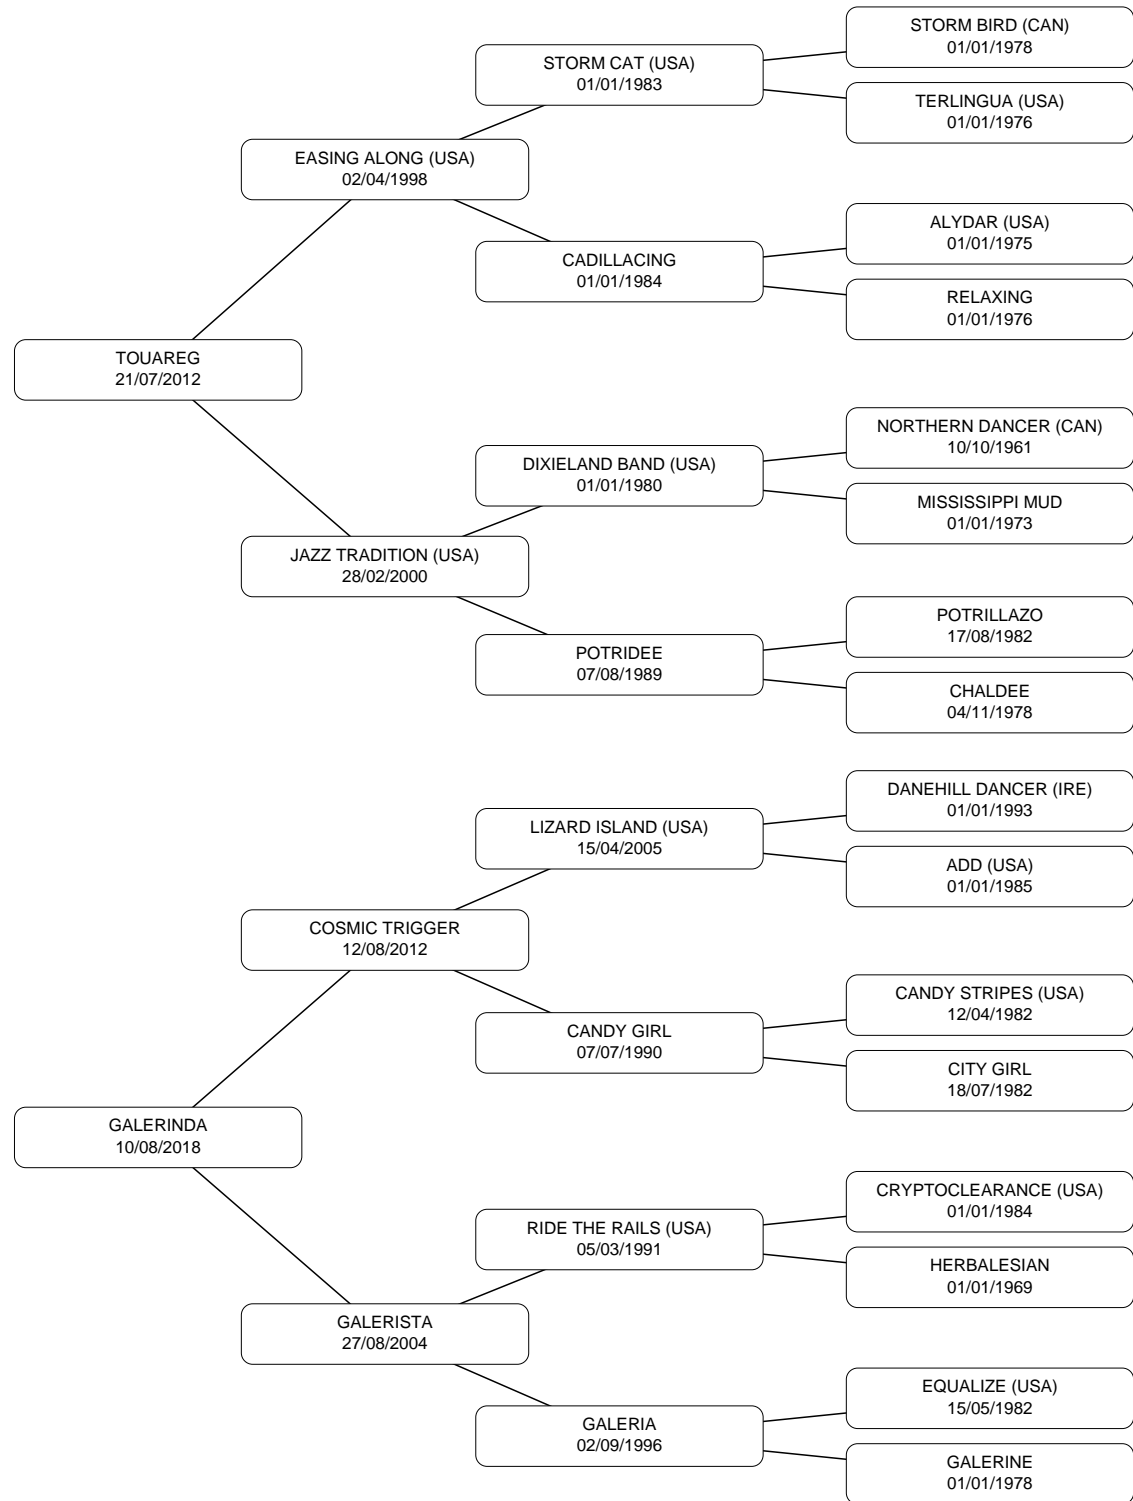 STORM BIRD (CAN)
01/01/1978
STORM CAT (USA)
01/01/1983
TERLINGUA (USA)
01/01/1976
EASING ALONG (USA)
02/04/1998
ALYDAR (USA)
01/01/1975
CADILLACING
01/01/1984
RELAXING
01/01/1976
TOUAREG
21/07/2012
NORTHERN DANCER (CAN)
10/10/1961
DIXIELAND BAND (USA)
01/01/1980
MISSISSIPPI MUD
01/01/1973
JAZZ TRADITION (USA)
28/02/2000
POTRILLAZO
17/08/1982
POTRIDEE
07/08/1989
CHALDEE
04/11/1978
DANEHILL DANCER (IRE)
01/01/1993
LIZARD ISLAND (USA)
15/04/2005
ADD (USA)
01/01/1985
COSMIC TRIGGER
12/08/2012
CANDY STRIPES (USA)
12/04/1982
CANDY GIRL
07/07/1990
CITY GIRL
18/07/1982
GALERINDA
10/08/2018
CRYPTOCLEARANCE (USA)
01/01/1984
RIDE THE RAILS (USA)
05/03/1991
HERBALESIAN
01/01/1969
GALERISTA
27/08/2004
EQUALIZE (USA)
15/05/1982
GALERIA
02/09/1996
GALERINE
01/01/1978